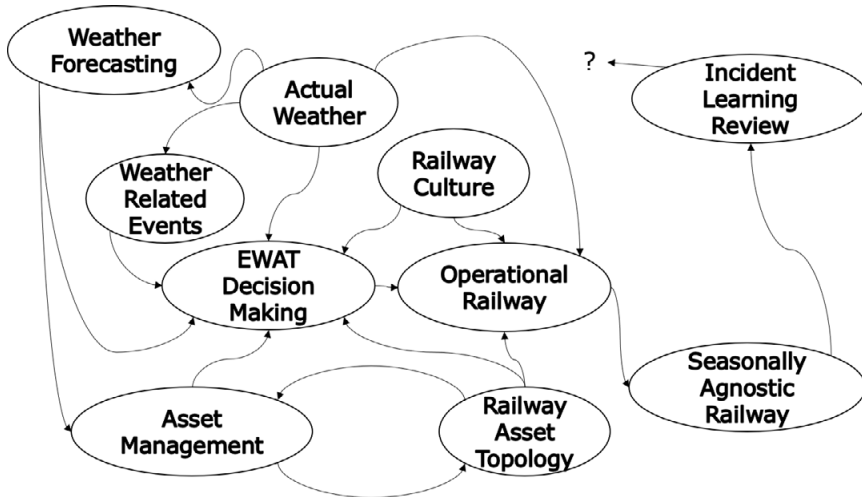 Weather
Forecasting
Actual
Weather
?
Incident
Learning
Review
Weather
Related
Events
Railway
Culture
EWAT
Decision
Making
Operational
Railway
Asset
Management
Railway
Asset
Topology
Seasonally
Agnostic
Railway